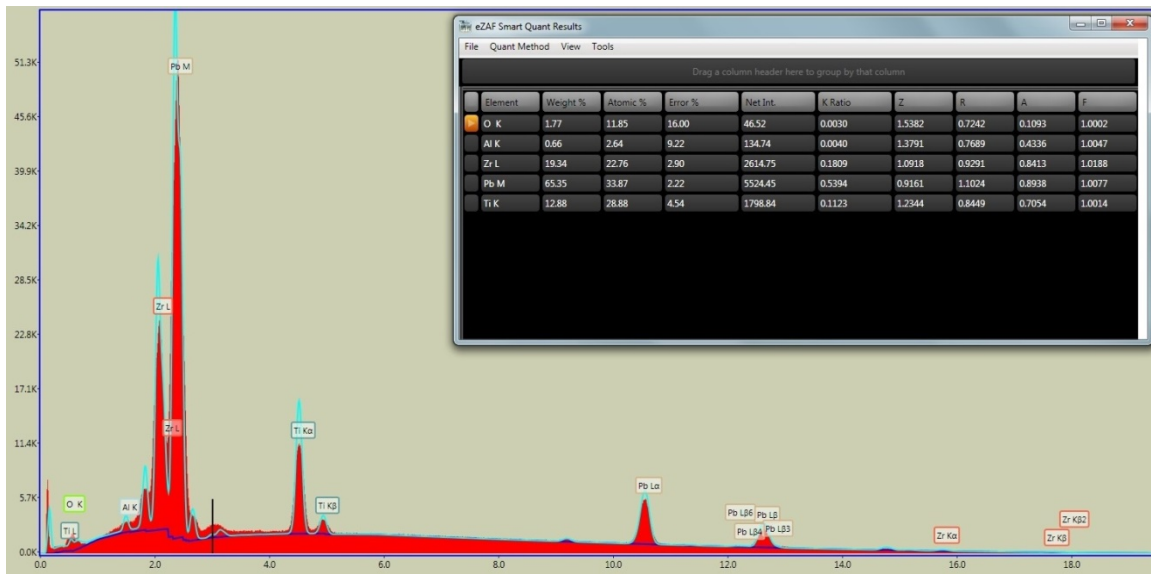 eZAF Smart Quant Results
File Quant Method View Tools
Drag a column header here to group by that column
Element Weight % Atomic % Error % Net Int. K Ratio Z R A F
O K 1.77 11.85 16.00 46.52 0.0030 1.5382 0.7242 0.1093 1.0002
Al K 0.66 2.64 9.22 134.74 0.0040 1.3791 0.7689 0.4336 1.0047
Zr L 19.34 22.76 2.90 2614.75 0.1809 1.0918 0.9291 0.8413 1.0188
Pb M 65.35 33.87 2.22 5524.45 0.5394 0.9161 1.1024 0.8938 1.0077
Ti K 12.88 28.88 4.54 1798.84 0.1123 1.2344 0.8449 0.7054 1.0014
51.3K
45.6K
39.9K
34.2K
28.5K
22.8K
17.1K
11.4K
5.7K
0.0K
Pb M
Zr L
Zr L
Ti Kα
O K
Al K
Ti L
Ti Kβ
Pb Lα
Pb Lβ6 Pb Lβ
Pb Lβ4 Pb Lβ3
Zr Kβ2
Zr Kα Zr Kβ
0.0 2.0 4.0 6.0 8.0 10.0 12.0 14.0 16.0 18.0